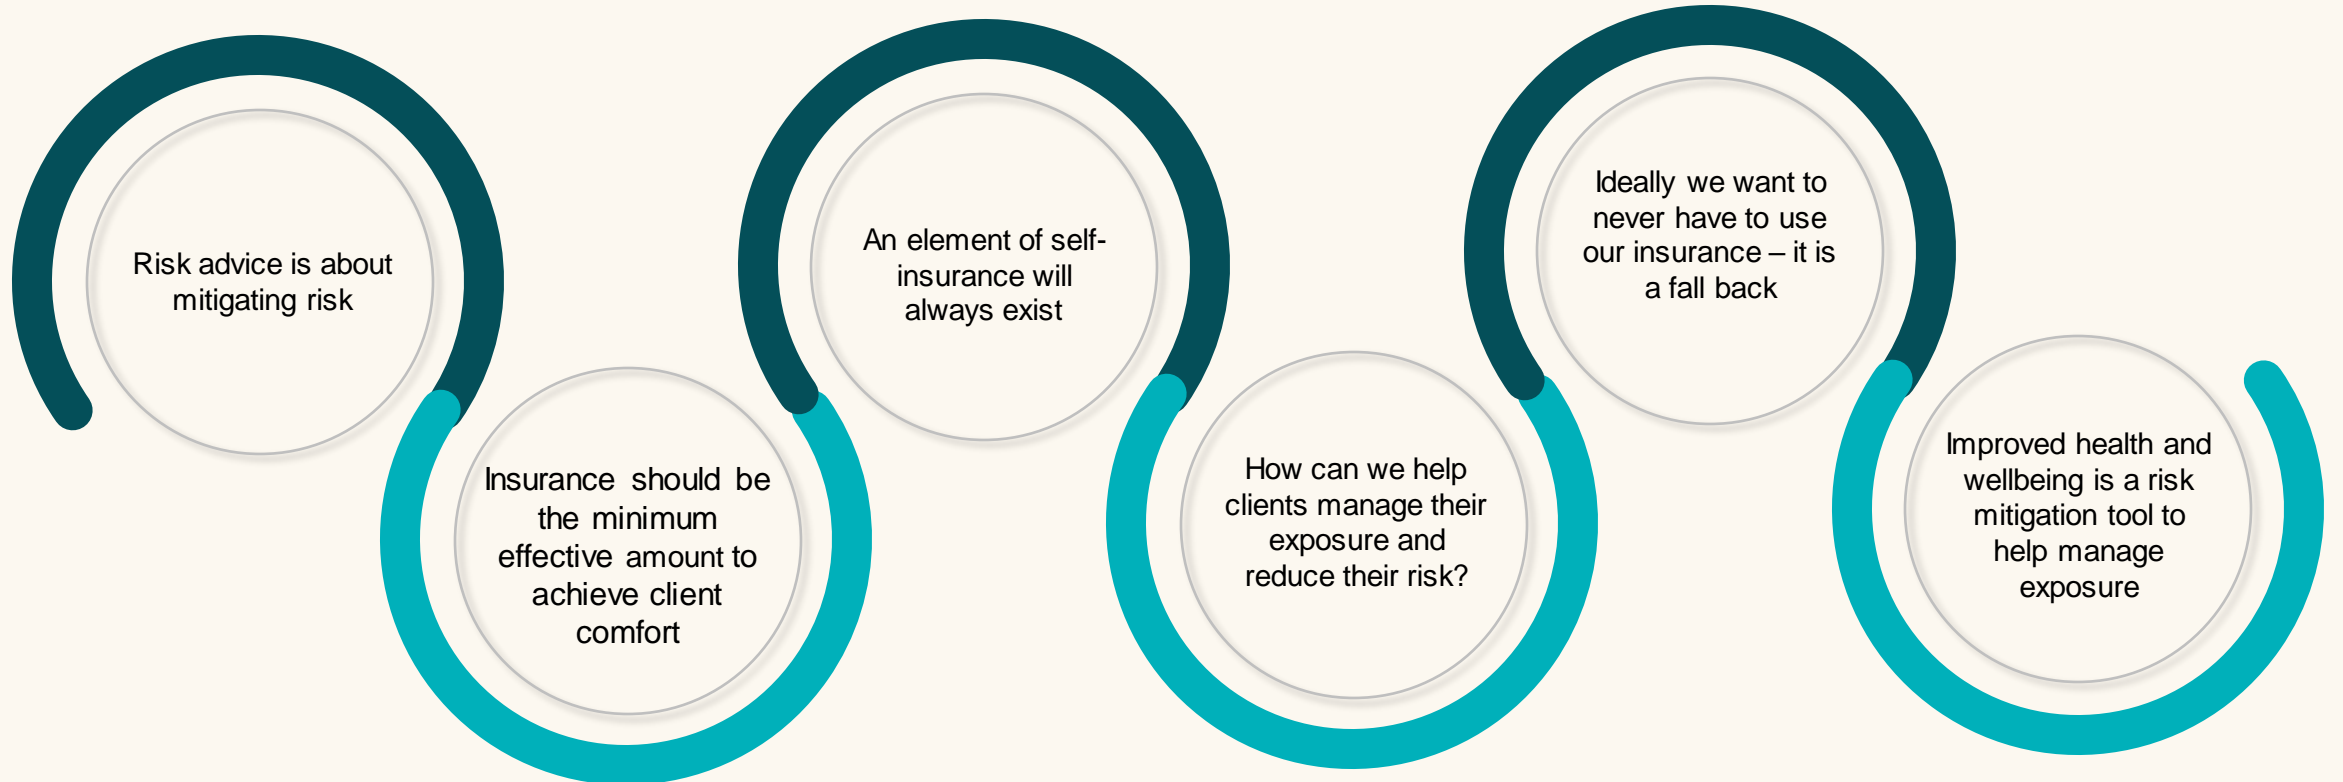 Risk advice is about
mitigating risk
Insurance should be
the minimum
effective amount to
achieve client
comfort
An element of self-
insurance will
always exist
How can we help
clients manage their
exposure and
reduce their risk?
Ideally we want to
never have to use
our insurance – it is
a fall back
Improved health and
wellbeing is a risk
mitigation tool to
help manage
exposure